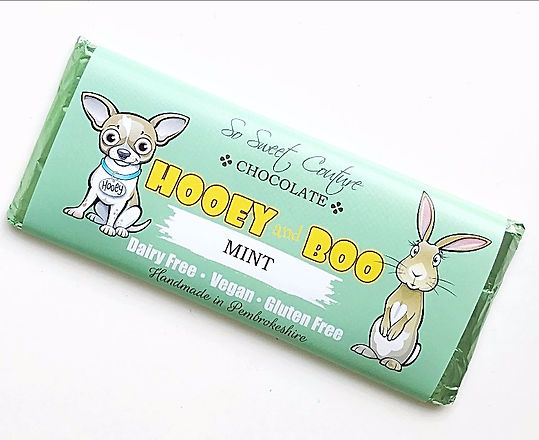 So Sweet Couture
CHOCOLATE
HOOEY and BOO
Hooey
MINT
Dairy Free • Vegan • Gluten Free
Handmade in Pembrokeshire